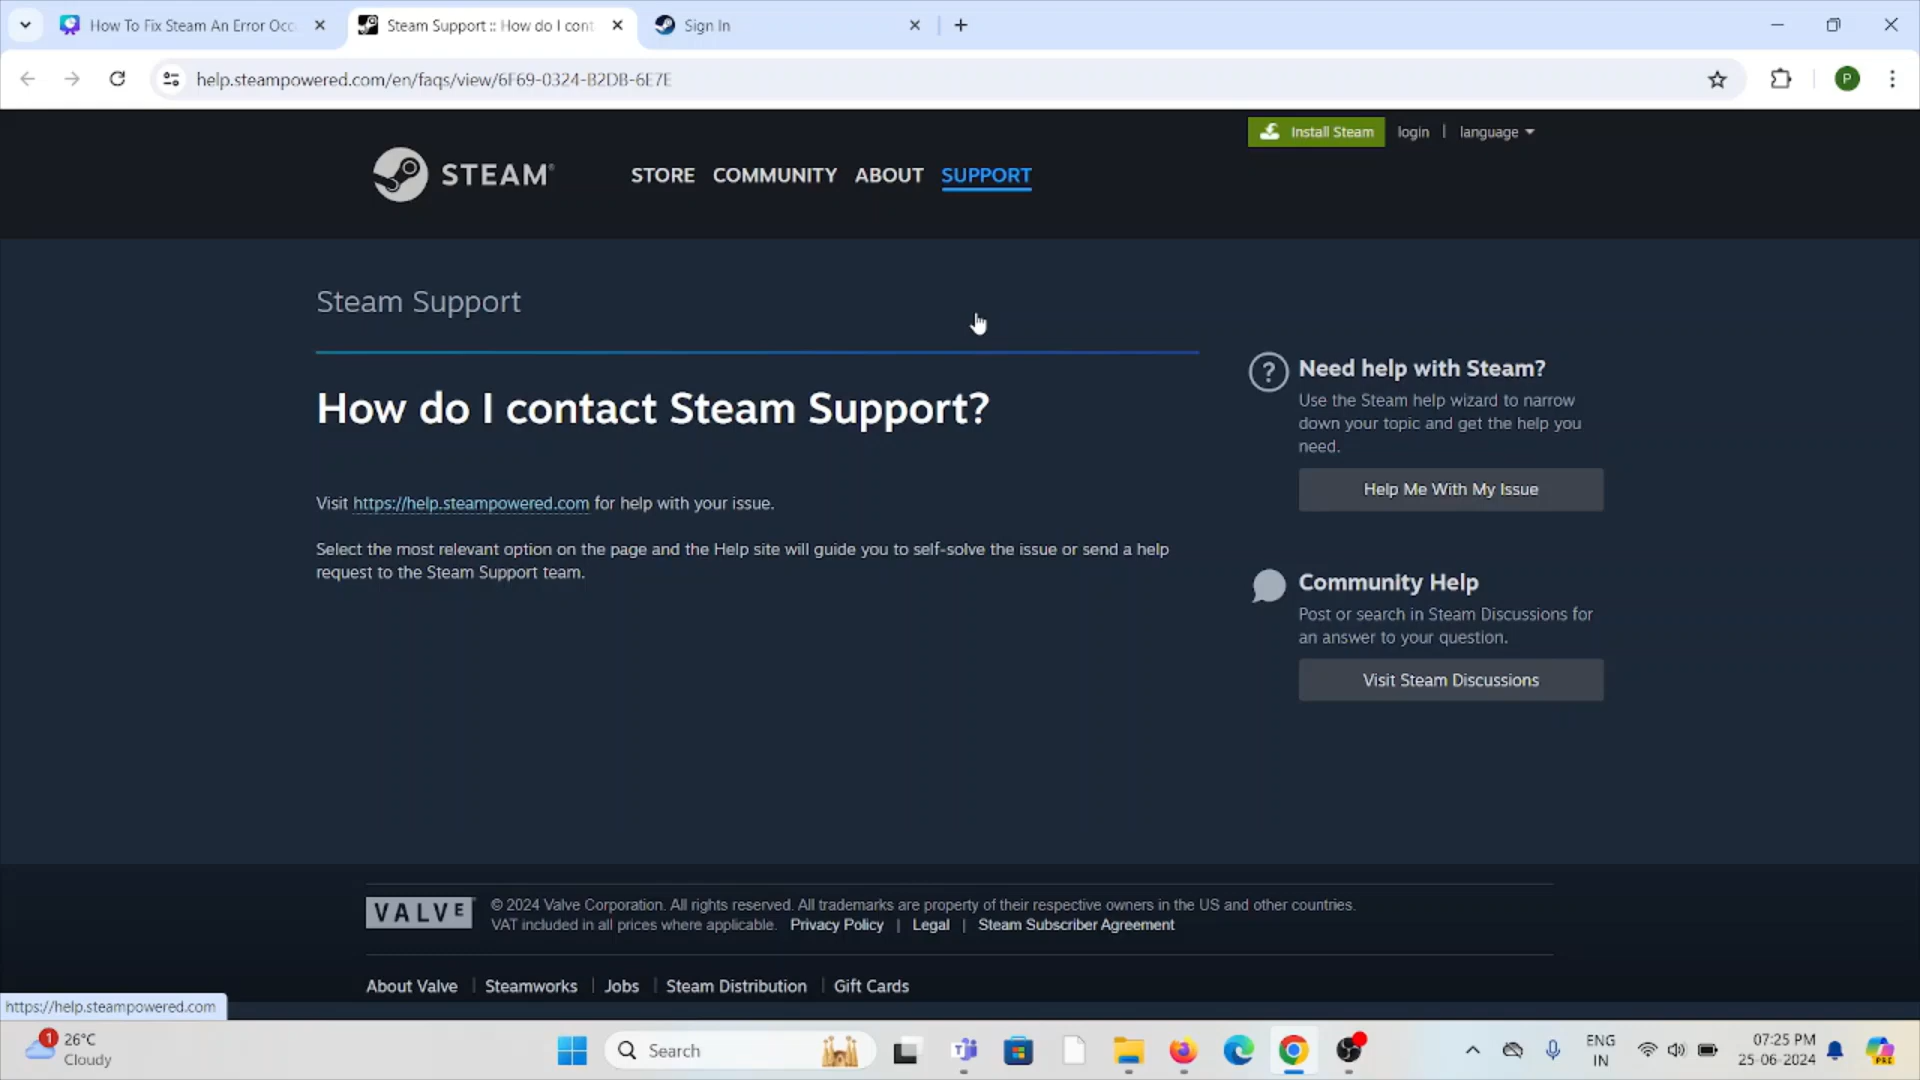 How To Fix Steam An Error Occ
Steam Support :: How do I cont
Sign In
help.steampowered.com/en/faqs/view/6F69-0324-B2DB-6E7E
P
Install Steam
login | language
STEAM®
STORE COMMUNITY ABOUT SUPPORT
Steam Support
How do I contact Steam Support?
Visit https://help.steampowered.com for help with your issue.
Select the most relevant option on the page and the Help site will guide you to self-solve the issue or send a help
request to the Steam Support team.
? Need help with Steam?
Use the Steam help wizard to narrow
down your topic and get the help you
need.
Help Me With My Issue
Community Help
Post or search in Steam Discussions for
an answer to your question.
Visit Steam Discussions
VALVE
© 2024 Valve Corporation. All rights reserved. All trademarks are property of their respective owners in the US and other countries.
VAT included in all prices where applicable. Privacy Policy | Legal | Steam Subscriber Agreement
About Valve | Steamworks | Jobs | Steam Distribution | Gift Cards
https://help.steampowered.com
1
26°C
Cloudy
Search
ENG
IN
07:25 PM
25-06-2024
PRE